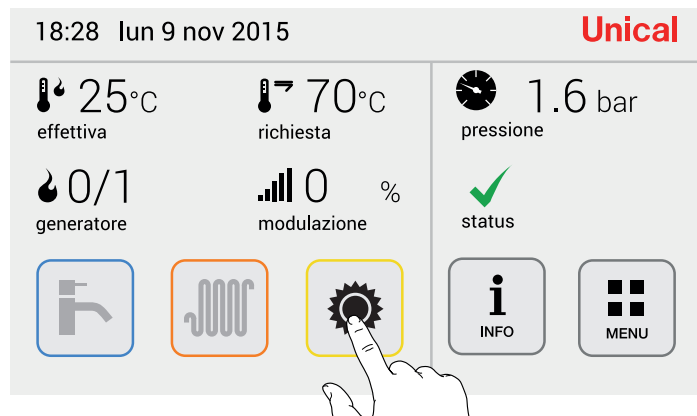 18:28 lun 9 nov 2015 Unical
25°C 70°C 1.6 bar
effettiva richiesta pressione
0/1 0 %
generatore modulazione status
INFO MENU